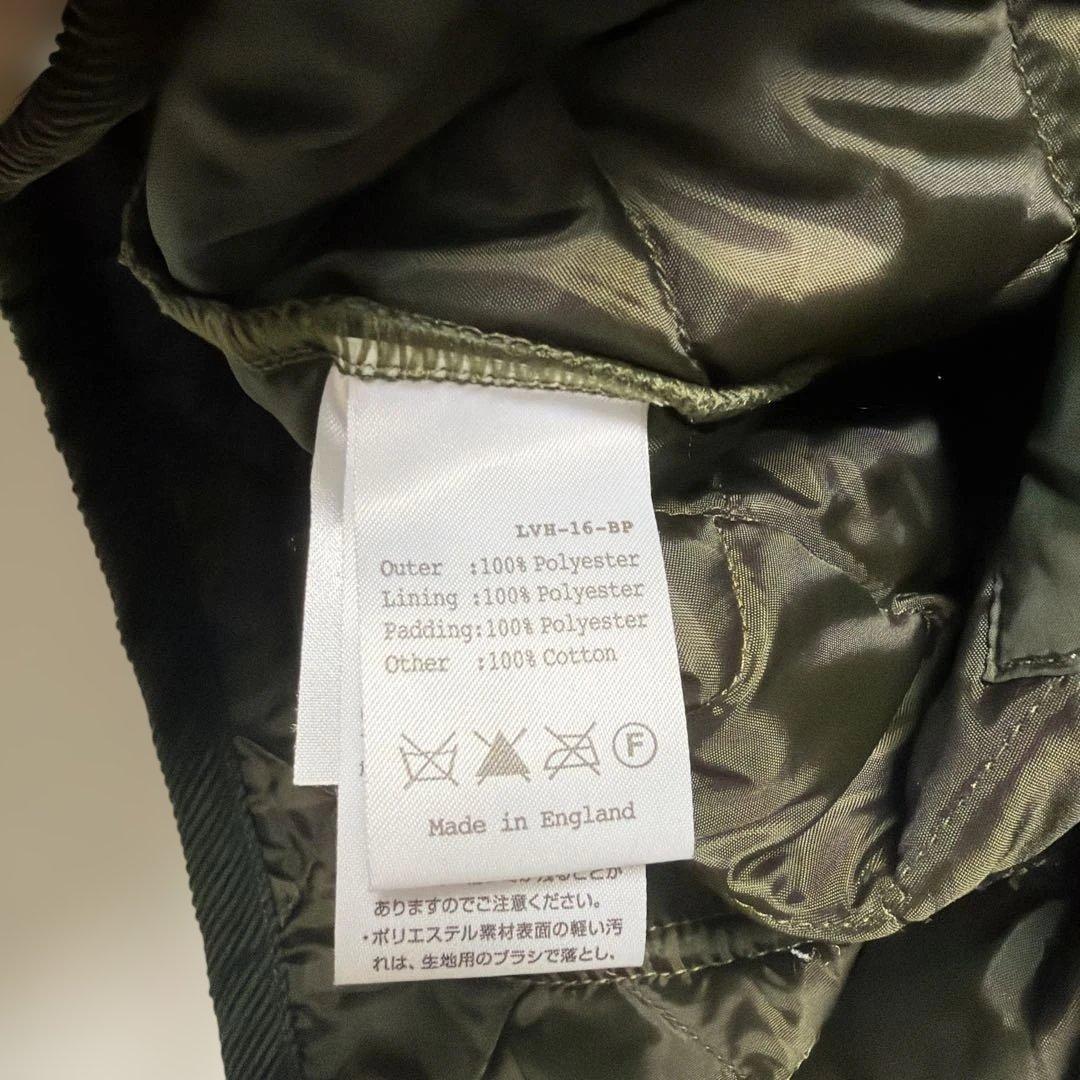 LVH-16-BP
Outer :100% Polyester
Lining :100% Polyester
Padding:100% Polyester
Other :100% Cotton
F
Made in England
ありますのでご注意ください。
・ポリエステル素材表面の軽い汚
れは、生地用のブラシで落とし、